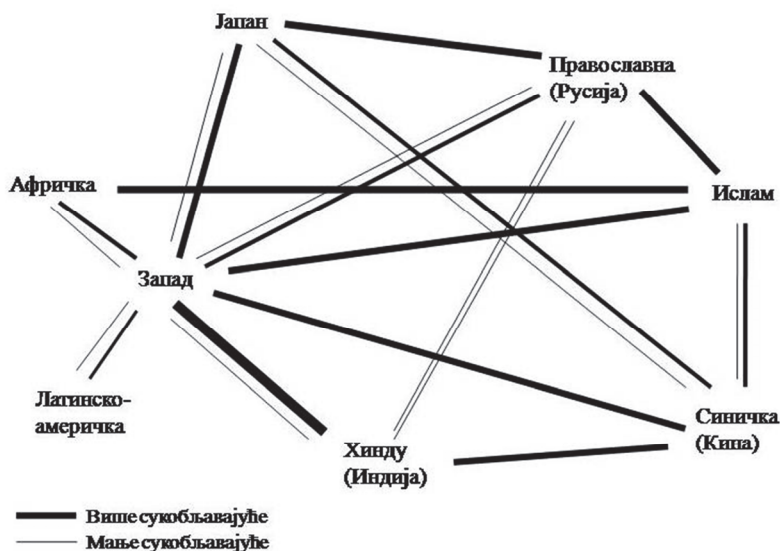 Јапан
Православна
(Русија)
Афричка
Ислам
Запад
Латинско-
америчка
Синичка
(Кина)
Хинду
(Индија)
Више сукобљавајуће
Мање сукобљавајуће